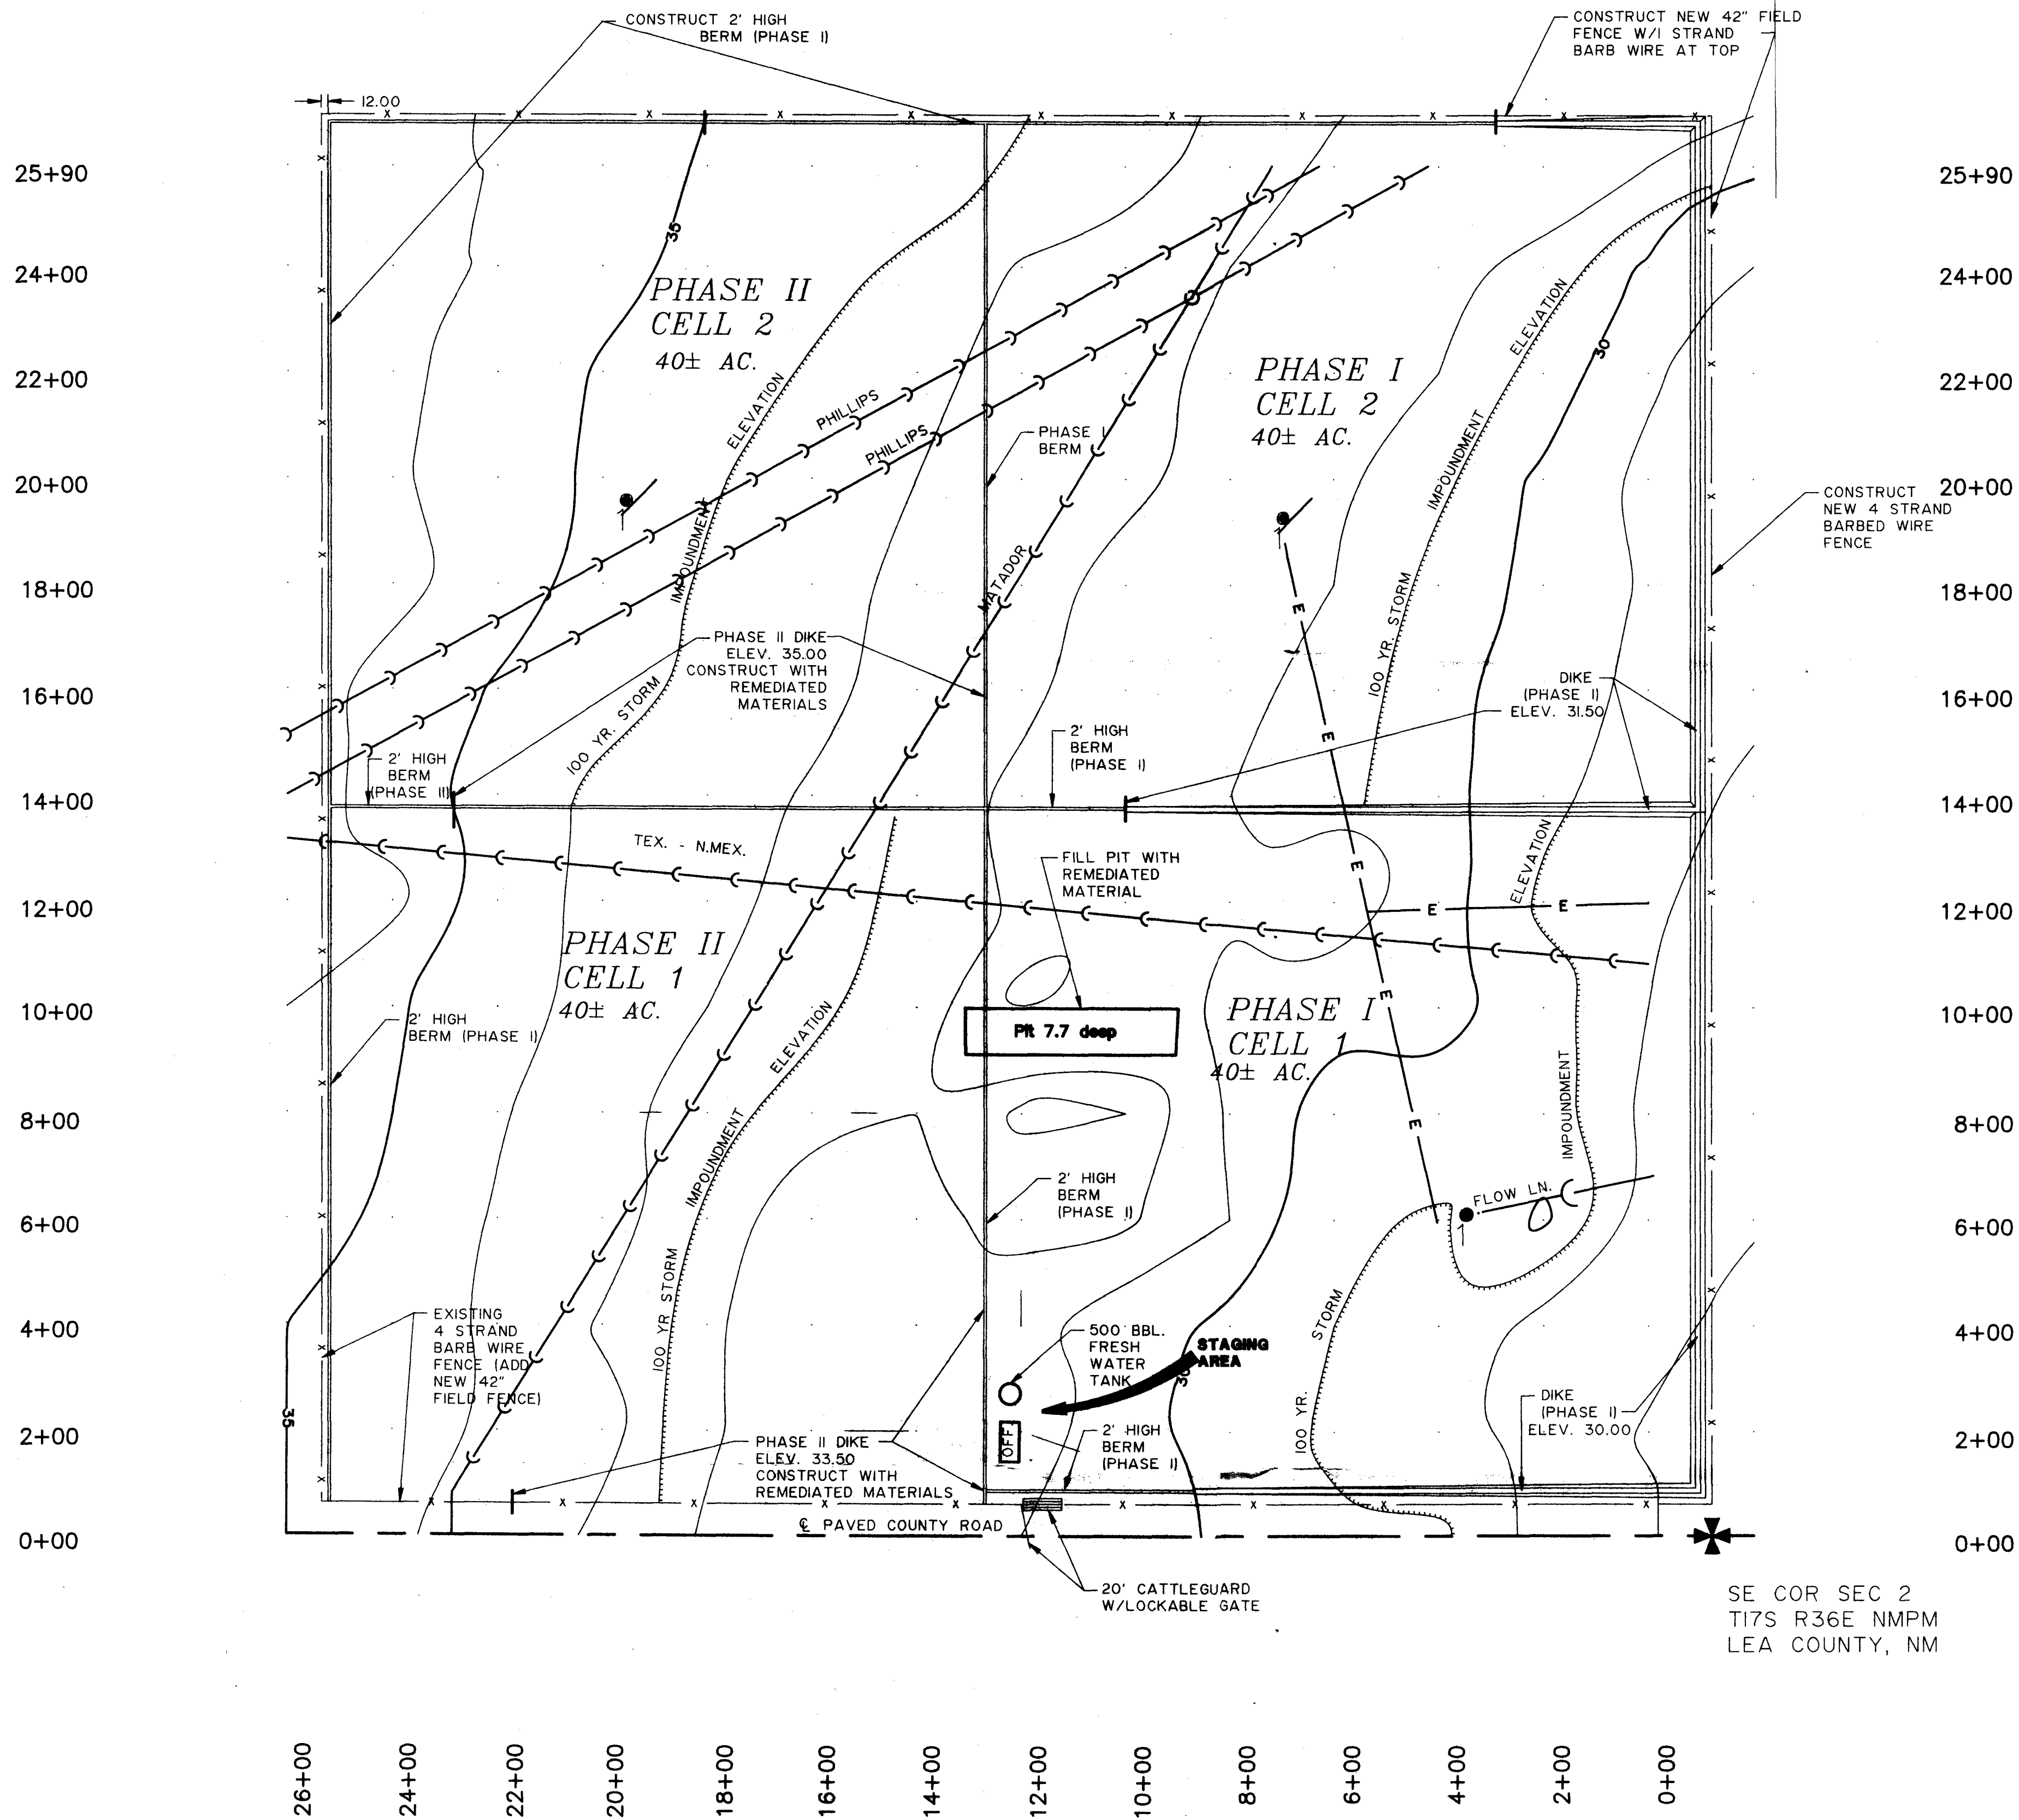 CONSTRUCT 2' HIGH
BERM (PHASE I)
CONSTRUCT NEW 42" FIELD
FENCE W/1 STRAND
BARB WIRE AT TOP
12.00
25+90
25+90
35
24+00
24+00
PHASE II
CELL 2
40± AC.
ELEVATION
30
22+00
22+00
PHASE I
CELL 2
40± AC.
ELEVATION
PHILLIPS
PHILLIPS
PHASE I
BERM
IMPOUNDMENT
20+00
20+00
CONSTRUCT
NEW 4 STRAND
BARBED WIRE
FENCE
IMPOUNDMENT
MATADOR
18+00
18+00
E
100 YR. STORM
PHASE II DIKE
ELEV. 35.00
CONSTRUCT WITH
REMEDIATED
MATERIALS
100 YR. STORM
16+00
16+00
DIKE
(PHASE I)
ELEV. 31.50
E
2' HIGH
BERM
(PHASE I)
2' HIGH
BERM
(PHASE II)
14+00
14+00
TEX. - N.MEX.
FILL PIT WITH
REMEDIATED
MATERIAL
E
ELEVATION
12+00
12+00
E
E
PHASE II
CELL 1
40± AC.
E
PHASE I
CELL 1
40± AC.
10+00
10+00
2' HIGH
BERM (PHASE I)
Pit 7.7 deep
ELEVATION
IMPOUNDMENT
8+00
8+00
E
IMPOUNDMENT
2' HIGH
BERM
(PHASE I)
FLOW LN.
6+00
6+00
100 YR STORM
EXISTING
4 STRAND
BARB WIRE
FENCE (ADD
NEW 42"
FIELD FENCE)
4+00
4+00
500 BBL.
FRESH
WATER
TANK
STAGING
AREA
30
100 YR. STORM
35
OFF
DIKE
(PHASE I)
ELEV. 30.00
2+00
2+00
2' HIGH
BERM
(PHASE I)
PHASE II DIKE
ELEV. 33.50
CONSTRUCT WITH
REMEDIATED MATERIALS
℄ PAVED COUNTY ROAD
0+00
0+00
20' CATTLEGUARD
W/LOCKABLE GATE
SE COR SEC 2
T17S R36E NMPM
LEA COUNTY, NM
26+00
24+00
22+00
20+00
18+00
16+00
14+00
12+00
10+00
8+00
6+00
4+00
2+00
0+00